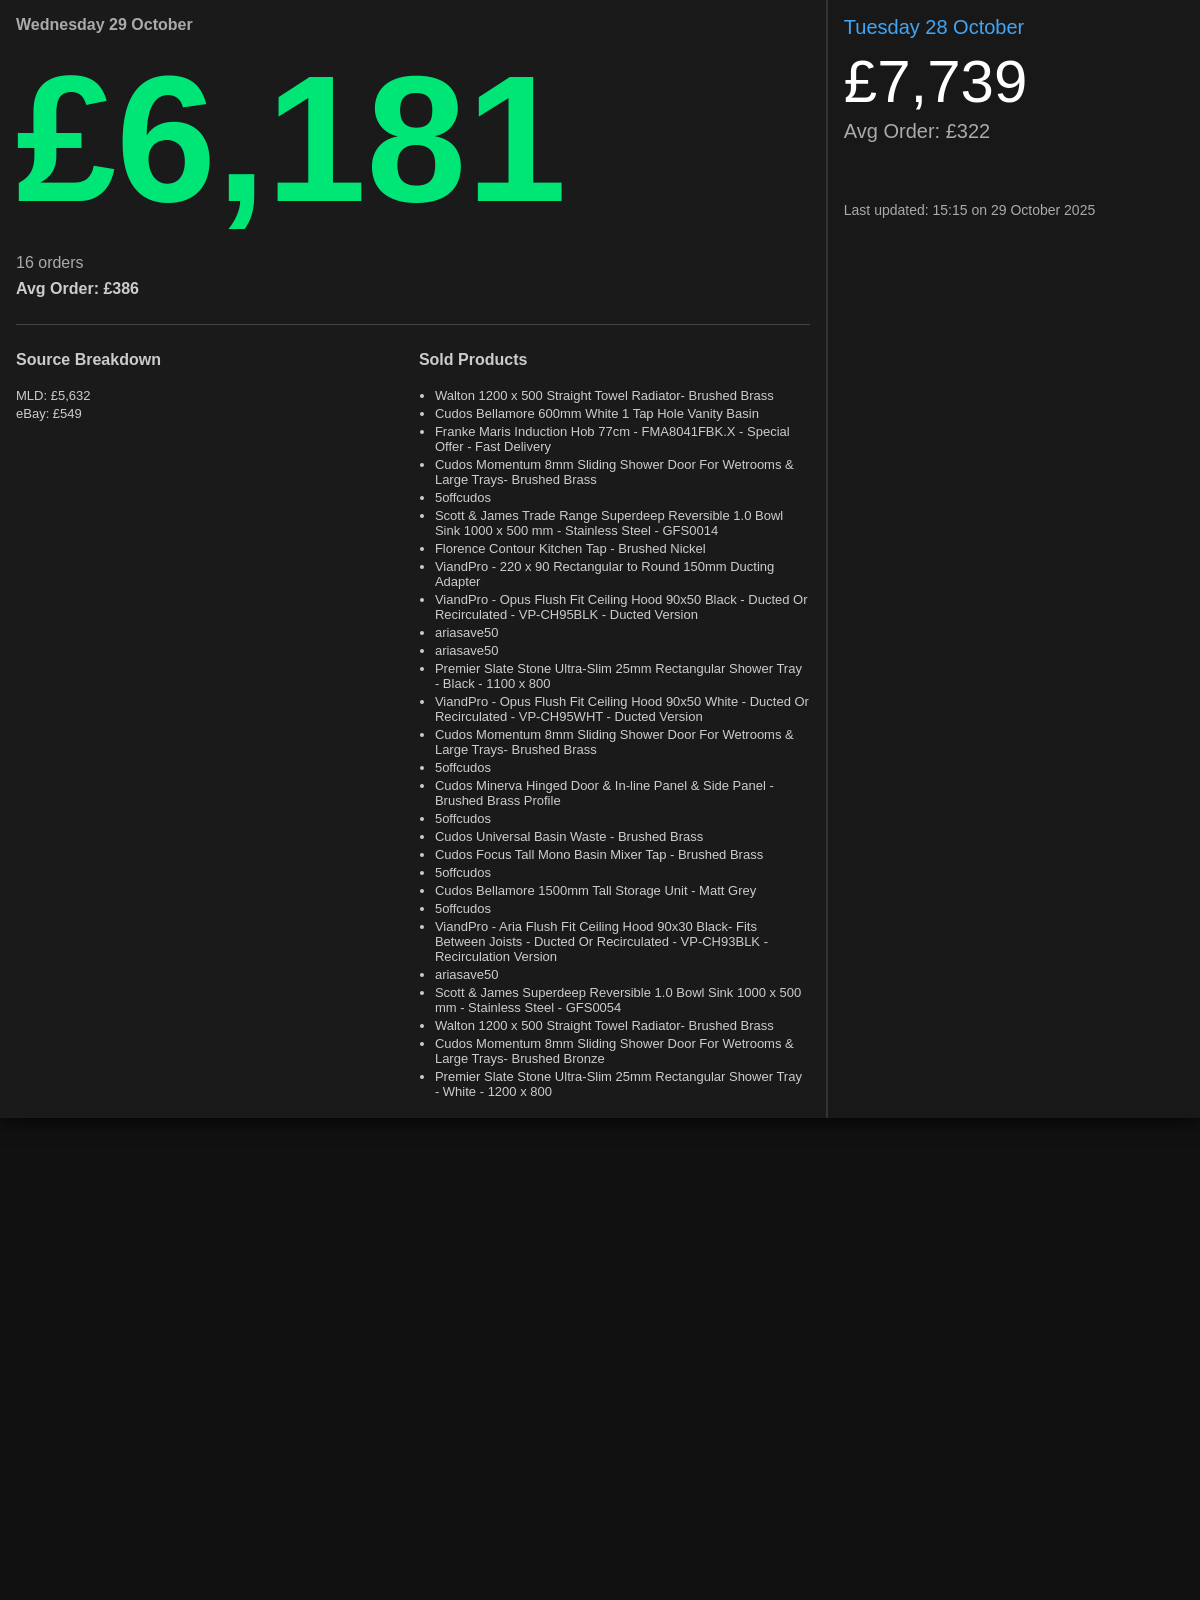 Wednesday 29 October
£6,181
16 orders
Avg Order: £386
Source Breakdown
MLD: £5,632
eBay: £549
Sold Products
• Walton 1200 x 500 Straight Towel Radiator- Brushed Brass
• Cudos Bellamore 600mm White 1 Tap Hole Vanity Basin
• Franke Maris Induction Hob 77cm - FMA8041FBK.X - Special
Offer - Fast Delivery
• Cudos Momentum 8mm Sliding Shower Door For Wetrooms &
Large Trays- Brushed Brass
• 5offcudos
• Scott & James Trade Range Superdeep Reversible 1.0 Bowl
Sink 1000 x 500 mm - Stainless Steel - GFS0014
• Florence Contour Kitchen Tap - Brushed Nickel
• ViandPro - 220 x 90 Rectangular to Round 150mm Ducting
Adapter
• ViandPro - Opus Flush Fit Ceiling Hood 90x50 Black - Ducted Or
Recirculated - VP-CH95BLK - Ducted Version
• ariasave50
• ariasave50
• Premier Slate Stone Ultra-Slim 25mm Rectangular Shower Tray
- Black - 1100 x 800
• ViandPro - Opus Flush Fit Ceiling Hood 90x50 White - Ducted Or
Recirculated - VP-CH95WHT - Ducted Version
• Cudos Momentum 8mm Sliding Shower Door For Wetrooms &
Large Trays- Brushed Brass
• 5offcudos
• Cudos Minerva Hinged Door & In-line Panel & Side Panel -
Brushed Brass Profile
• 5offcudos
• Cudos Universal Basin Waste - Brushed Brass
• Cudos Focus Tall Mono Basin Mixer Tap - Brushed Brass
• 5offcudos
• Cudos Bellamore 1500mm Tall Storage Unit - Matt Grey
• 5offcudos
• ViandPro - Aria Flush Fit Ceiling Hood 90x30 Black- Fits
Between Joists - Ducted Or Recirculated - VP-CH93BLK -
Recirculation Version
• ariasave50
• Scott & James Superdeep Reversible 1.0 Bowl Sink 1000 x 500
mm - Stainless Steel - GFS0054
• Walton 1200 x 500 Straight Towel Radiator- Brushed Brass
• Cudos Momentum 8mm Sliding Shower Door For Wetrooms &
Large Trays- Brushed Bronze
• Premier Slate Stone Ultra-Slim 25mm Rectangular Shower Tray
- White - 1200 x 800
Tuesday 28 October
£7,739
Avg Order: £322
Last updated: 15:15 on 29 October 2025